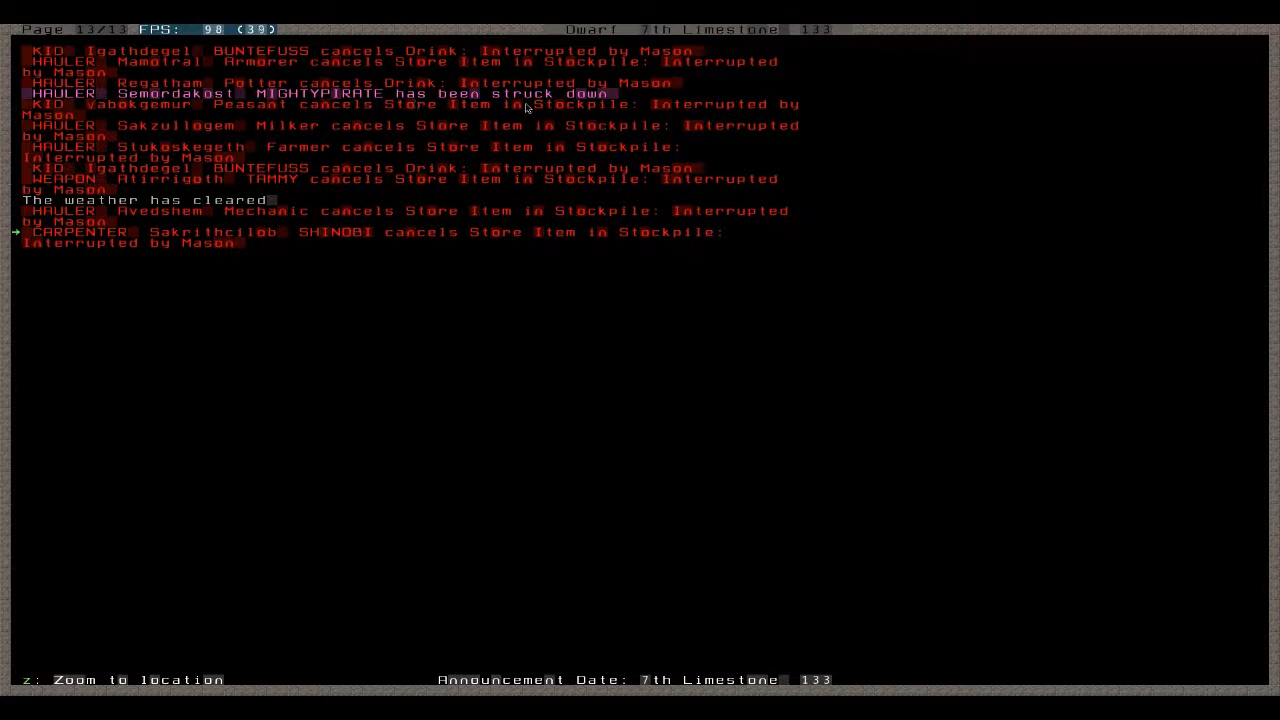 Page 13/13 FPS: 98 (39) Dwarf 7th Limestone 133
KID Igathdegel BUNTEFUSS cancels Drink: Interrupted by Mason
HAULER Mamotral Armorer cancels Store Item in Stockpile: Interrupted
by Mason
HAULER Regatham Potter cancels Drink: Interrupted by Mason
HAULER Semordakost MIGHTYPIRATE has been struck down
KID Vabokgemur Peasant cancels Store Item in Stockpile: Interrupted by
Mason
HAULER Sakzullogem Milker cancels Store Item in Stockpile: Interrupted
by Mason
HAULER Stukoskegeth Farmer cancels Store Item in Stockpile:
Interrupted by Mason
KID Igathdegel BUNTEFUSS cancels Drink: Interrupted by Mason
WEAPON Atirrigoth TAMMY cancels Store Item in Stockpile: Interrupted
by Mason
The weather has cleared
HAULER Avedshem Mechanic cancels Store Item in Stockpile: Interrupted
by Mason
CARPENTER Sakrithcilob SHINOBI cancels Store Item in Stockpile:
Interrupted by Mason
z: Zoom to location Announcement Date: 7th Limestone 133